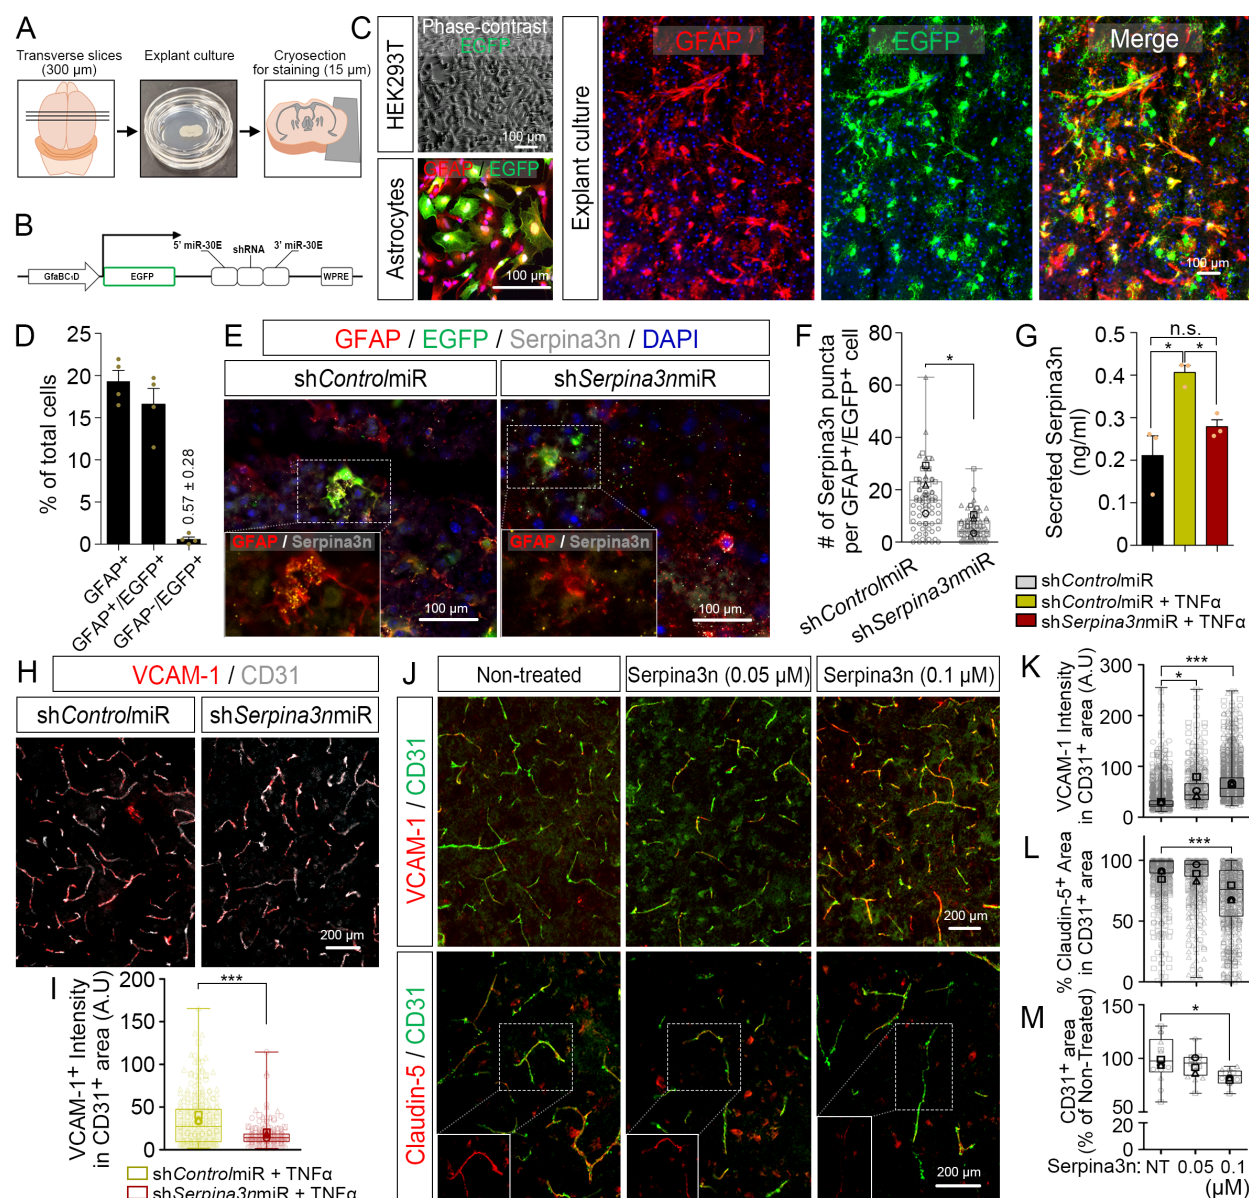 A
Transverse slices
(300 µm)
Explant culture
Cryosection
for staining (15 µm)
B
GfaBC₁D
EGFP
5' miR-30E
shRNA
3' miR-30E
WPRE
C
HEK293T
Phase-contrast
EGFP
100 µm
Astrocytes
GFAP / EGFP
100 µm
Explant culture
GFAP
EGFP
Merge
100 µm
D
% of total cells
25
20
15
10
5
0
0.57 ± 0.28
GFAP⁺
GFAP⁺/EGFP⁺
GFAP⁻/EGFP⁺
E
GFAP / EGFP / Serpina3n / DAPI
shControlmiR
shSerpina3nmiR
GFAP / Serpina3n
100 µm
GFAP / Serpina3n
100 µm
F
# of Serpina3n puncta
per GFAP⁺/EGFP⁺ cell
80
60
40
20
0
*
shControlmiR
shSerpina3nmiR
G
Secreted Serpina3n
(ng/ml)
0.5
0.4
0.3
0.2
0.1
0
n.s.
* *
shControlmiR
shControlmiR + TNFα
shSerpina3nmiR + TNFα
H
VCAM-1 / CD31
shControlmiR
shSerpina3nmiR
200 µm
I
VCAM-1⁺ Intensity
in CD31⁺ area (A.U)
200
150
100
50
0
***
shControlmiR + TNFα
shSerpina3nmiR + TNFα
J
Non-treated
Serpina3n (0.05 µM)
Serpina3n (0.1 µM)
VCAM-1 / CD31
200 µm
Claudin-5 / CD31
200 µm
K
VCAM-1 Intensity
in CD31⁺ area (A.U)
300
200
100
0
***
*
L
% Claudin-5⁺ Area
in CD31⁺ area
100
50
0
***
M
CD31⁺ area
(% of Non-Treated)
150
100
50
20
0
*
Serpina3n: NT 0.05 0.1
(µM)